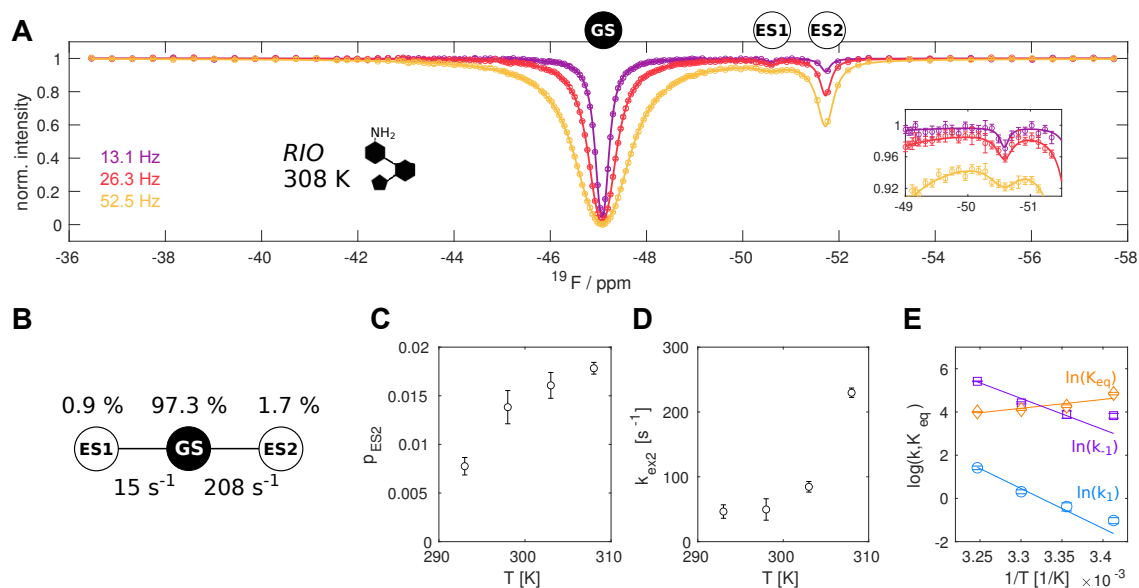 A
GS
ES1
ES2
norm. intensity
1
0.8
0.6
0.4
0.2
0
13.1 Hz
26.3 Hz
52.5 Hz
RIO
308 K
NH2
1
0.96
0.92
-49
-50
-51
-36
-38
-40
-42
-44
-46
-48
-50
-52
-54
-56
-58
19F / ppm
B
0.9 %
97.3 %
1.7 %
ES1
GS
ES2
15 s-1
208 s-1
C
pES2
0.02
0.015
0.01
0.005
0
290
300
310
T [K]
D
kex2 [s-1]
300
200
100
0
290
300
310
T [K]
E
log(k,Keq)
6
4
2
0
-2
ln(Keq)
ln(k-1)
ln(k1)
3.25
3.3
3.35
3.4
1/T [1/K]
×10-3